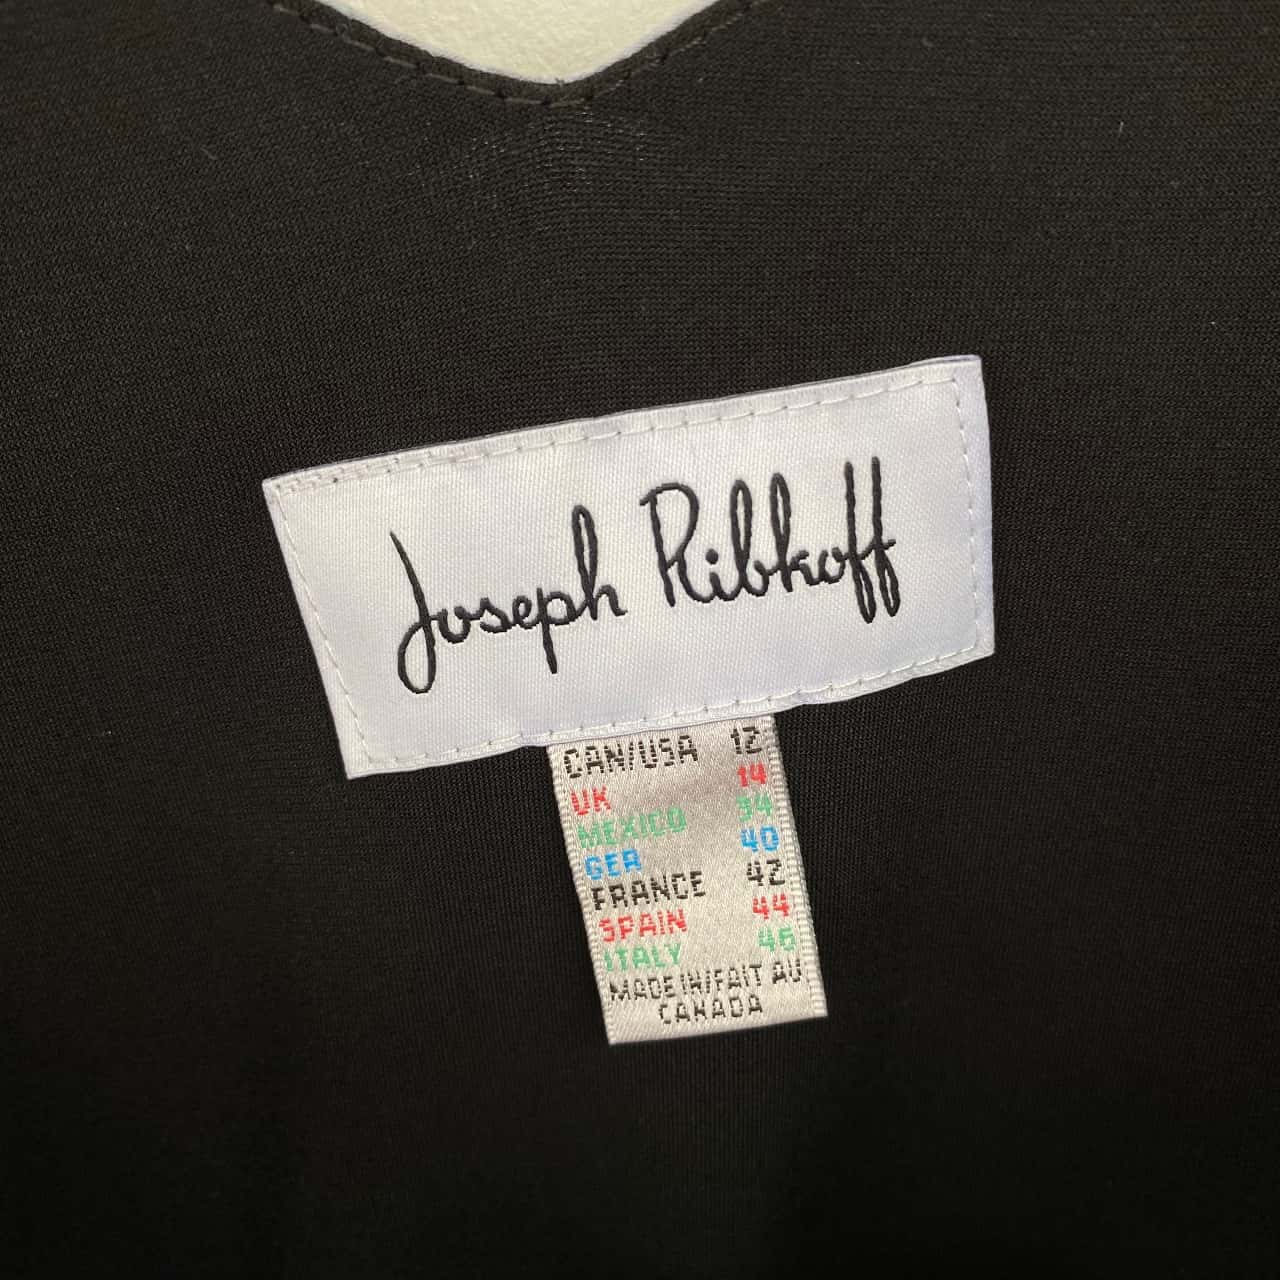 Joseph Ribkoff
CAN/USA 12
UK 14
MEXICO 34
GER 40
FRANCE 42
SPAIN 44
ITALY 46
MADE IN/FAIT AU
CANADA